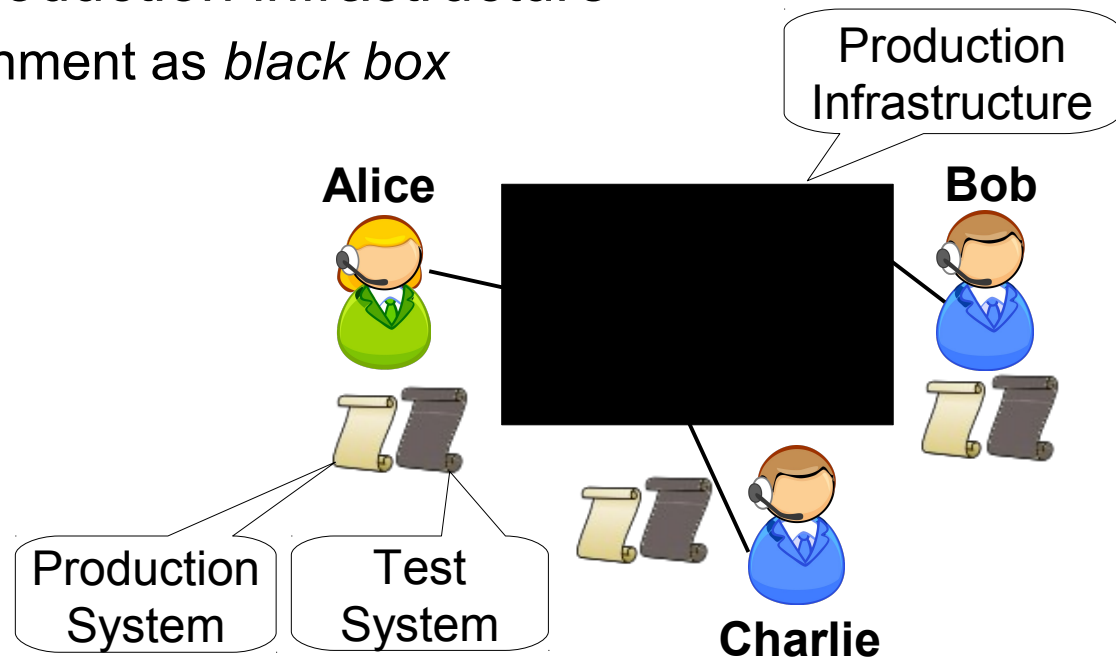 nment as black box
Production
Infrastructure
Alice
Bob
Production
System
Test
System
Charlie